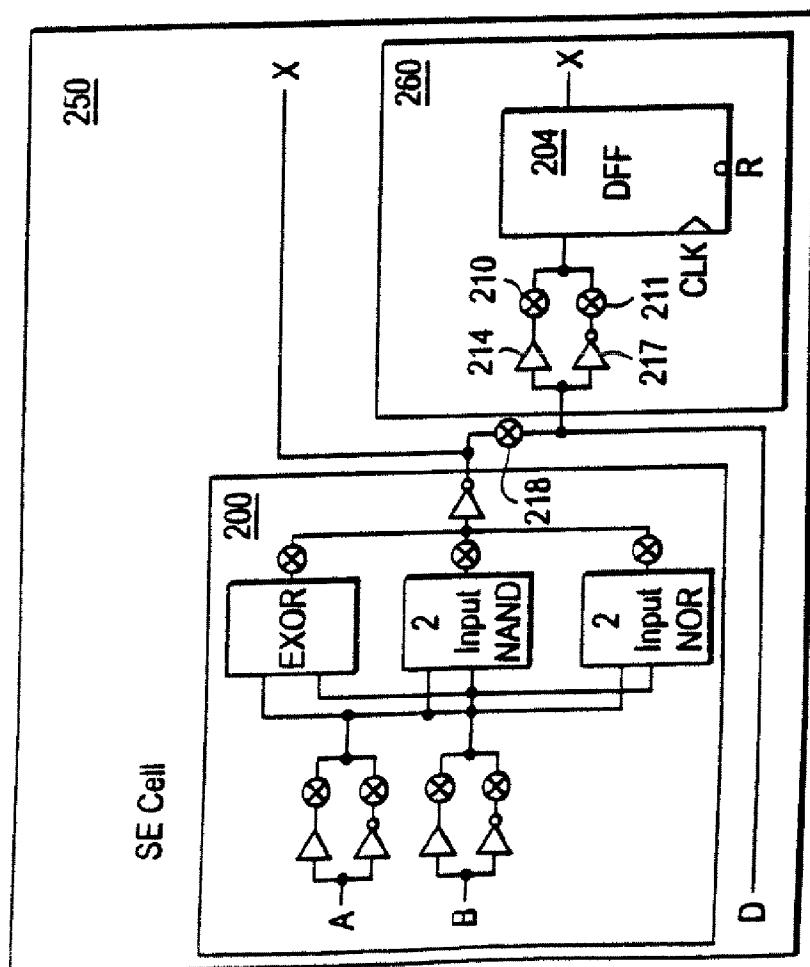 250
X
260
X
204
DFF
R
CLK
210
211
214
217
218
200
EXOR
2
Input
NAND
2
Input
NOR
SE Cell
A
B
D